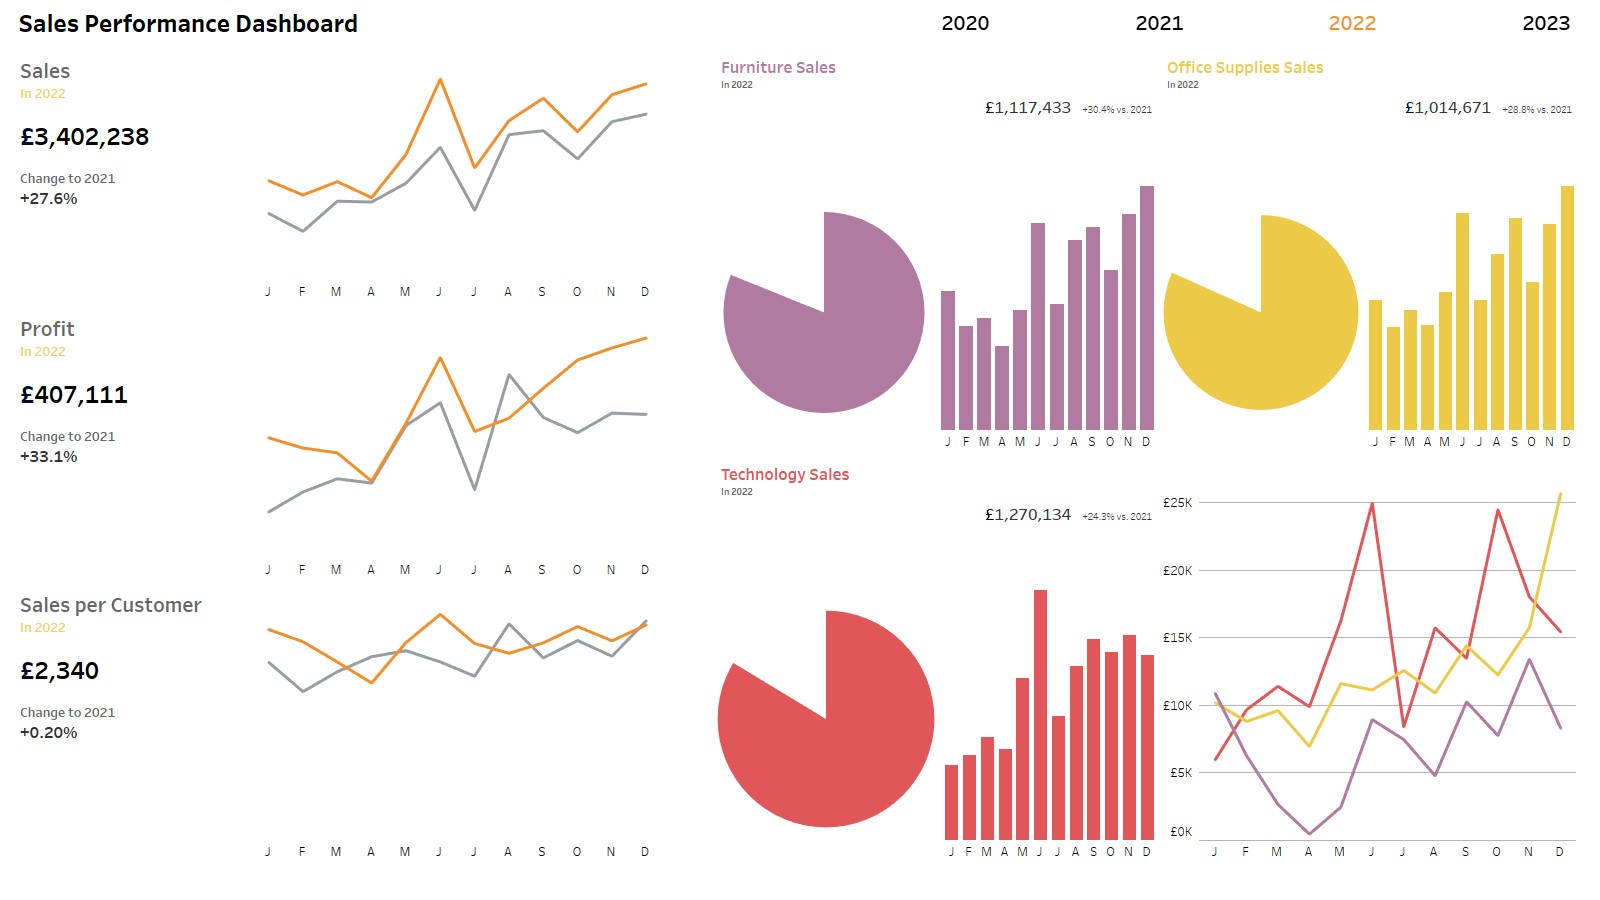 Sales Performance Dashboard
2020 2021 2022 2023
Sales
In 2022
£3,402,238
Change to 2021
+27.6%
J F M A M J J A S O N D
Profit
In 2022
£407,111
Change to 2021
+33.1%
J F M A M J J A S O N D
Sales per Customer
In 2022
£2,340
Change to 2021
+0.20%
J F M A M J J A S O N D
Furniture Sales
In 2022
£1,117,433 +30.4% vs. 2021
J F M A M J J A S O N D
Office Supplies Sales
In 2022
£1,014,671 +28.8% vs. 2021
J F M A M J J A S O N D
Technology Sales
In 2022
£1,270,134 +24.3% vs. 2021
J F M A M J J A S O N D
£25K
£20K
£15K
£10K
£5K
£0K
J F M A M J J A S O N D